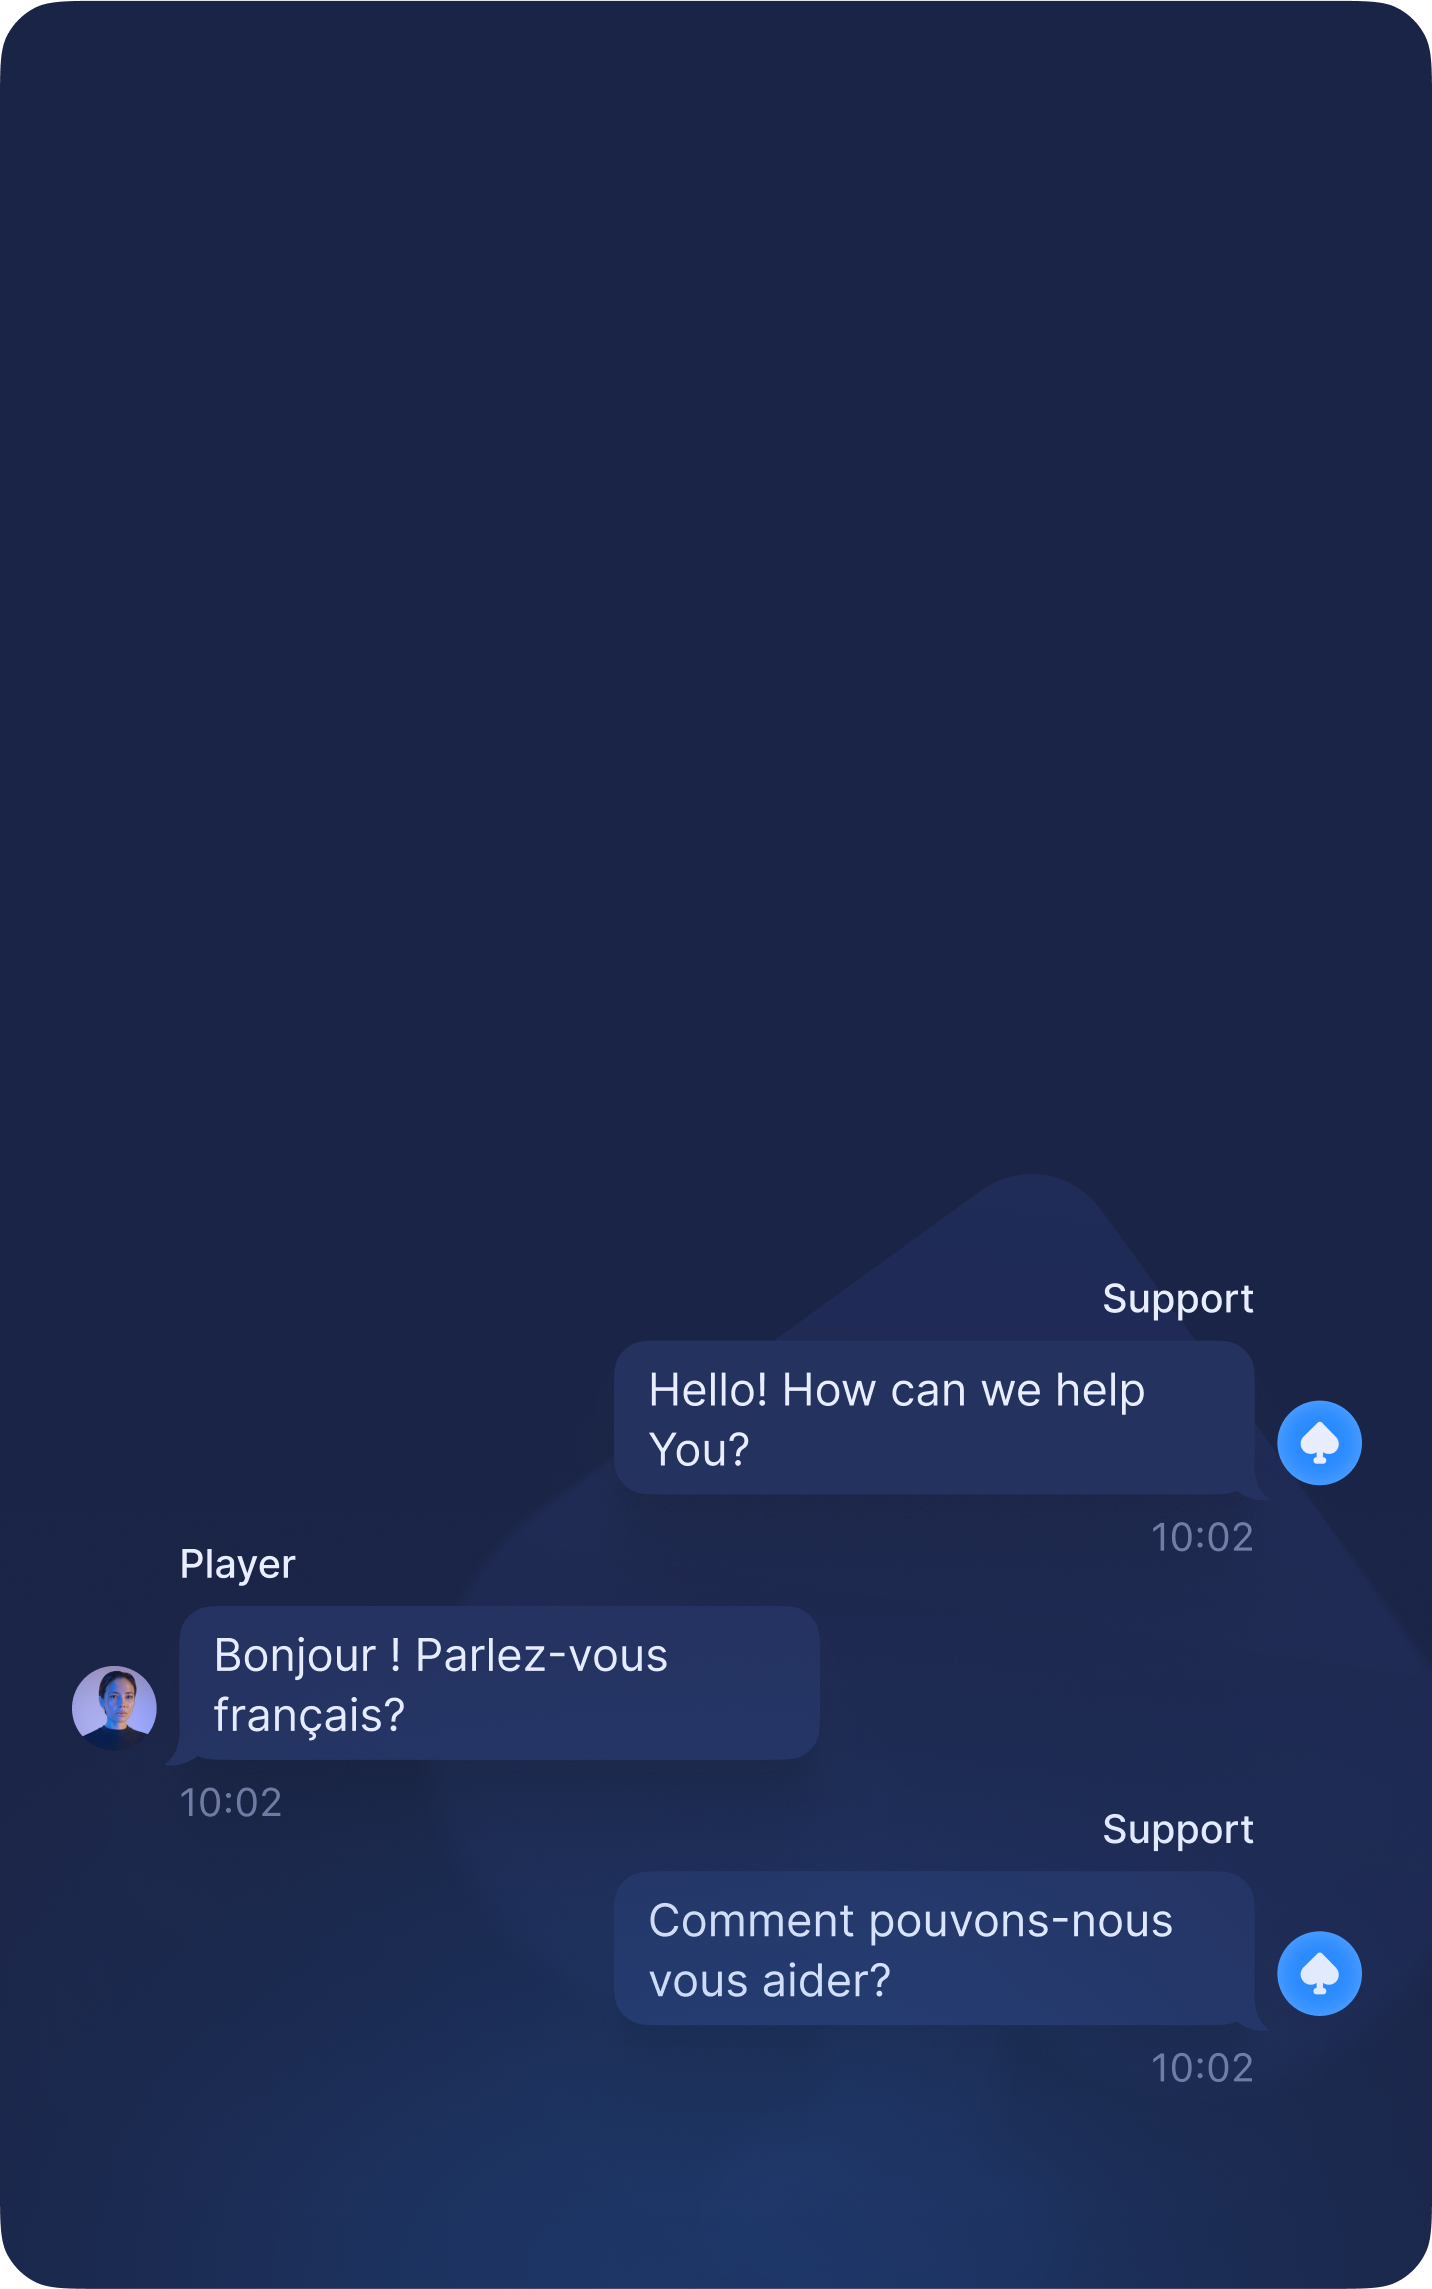 Support
Hello! How can we help
You?
10:02
Player
Bonjour ! Parlez-vous
français?
10:02
Support
Comment pouvons-nous
vous aider?
10:02